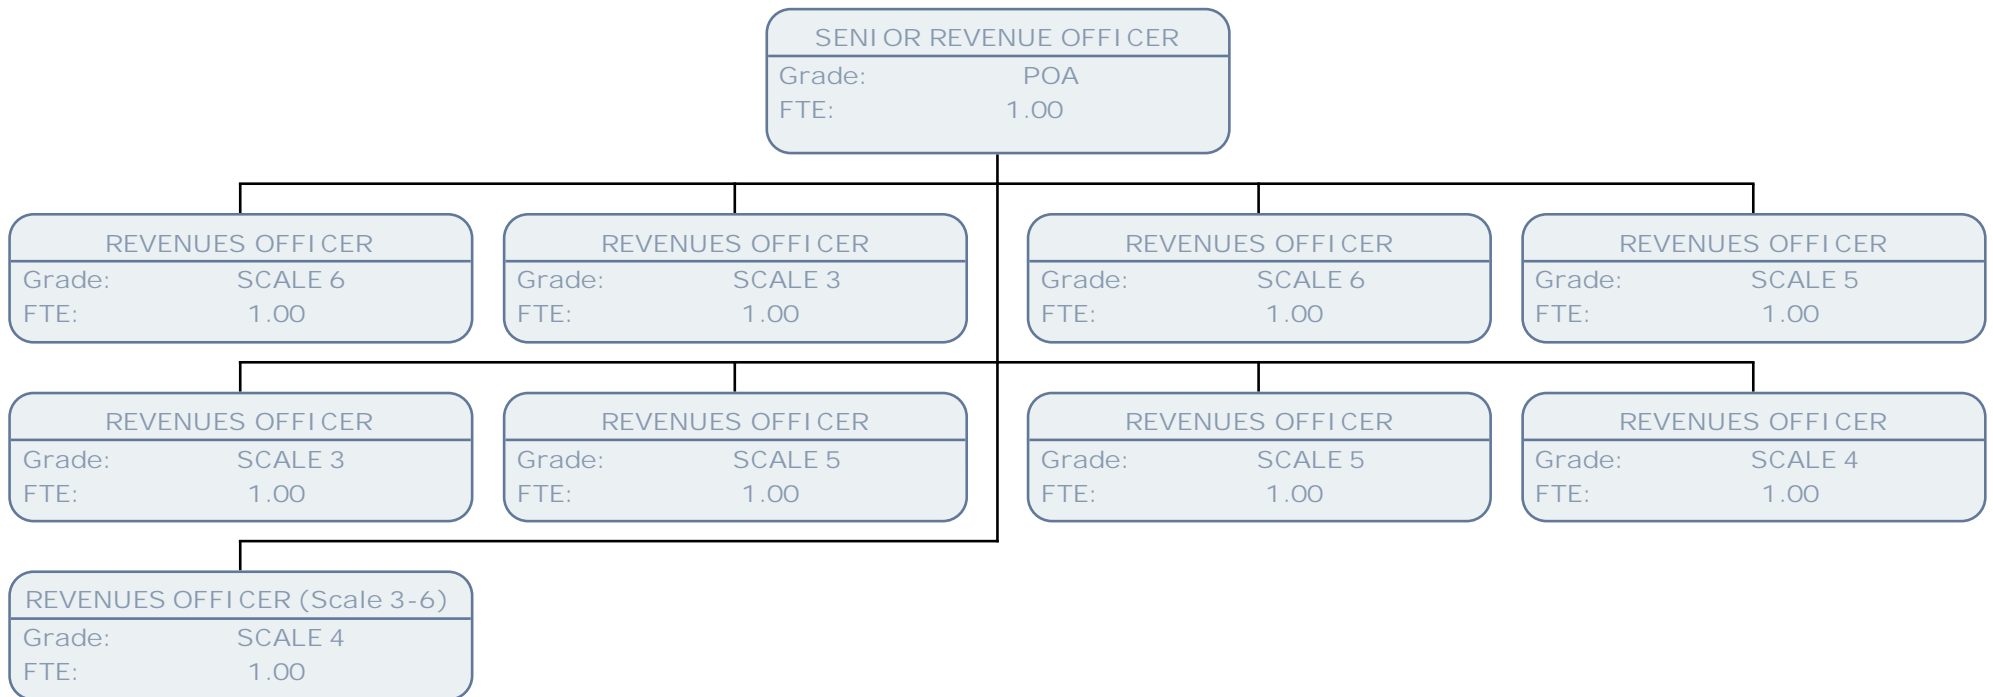 SENIOR REVENUE OFFICER
Grade: POA
FTE: 1.00
REVENUES OFFICER
Grade: SCALE 6
FTE: 1.00
REVENUES OFFICER
Grade: SCALE 3
FTE: 1.00
REVENUES OFFICER
Grade: SCALE 6
FTE: 1.00
REVENUES OFFICER
Grade: SCALE 5
FTE: 1.00
REVENUES OFFICER
Grade: SCALE 3
FTE: 1.00
REVENUES OFFICER
Grade: SCALE 5
FTE: 1.00
REVENUES OFFICER
Grade: SCALE 5
FTE: 1.00
REVENUES OFFICER
Grade: SCALE 4
FTE: 1.00
REVENUES OFFICER (Scale 3-6)
Grade: SCALE 4
FTE: 1.00